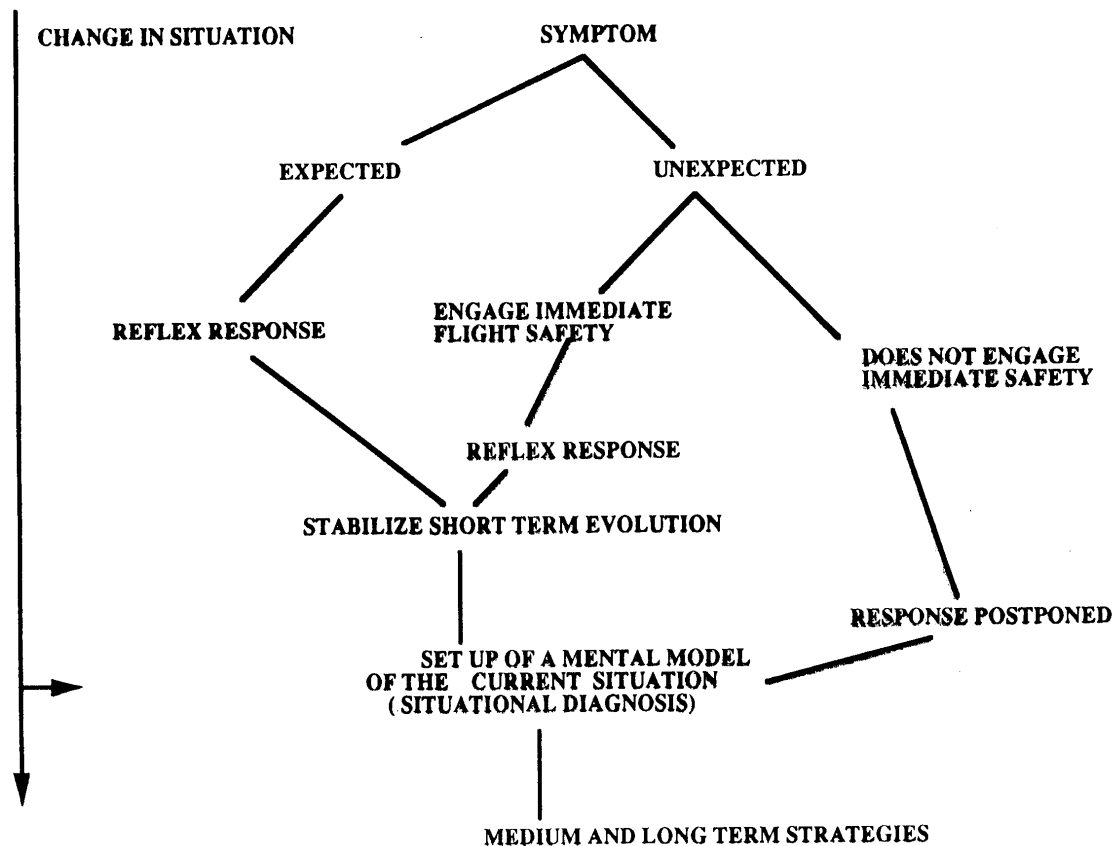 CHANGE IN SITUATION
SYMPTOM
EXPECTED
UNEXPECTED
REFLEX RESPONSE
ENGAGE IMMEDIATE
FLIGHT SAFETY
DOES NOT ENGAGE
IMMEDIATE SAFETY
REFLEX RESPONSE
STABILIZE SHORT TERM EVOLUTION
RESPONSE POSTPONED
SET UP OF A MENTAL MODEL
OF THE CURRENT SITUATION
( SITUATIONAL DIAGNOSIS)
MEDIUM AND LONG TERM STRATEGIES